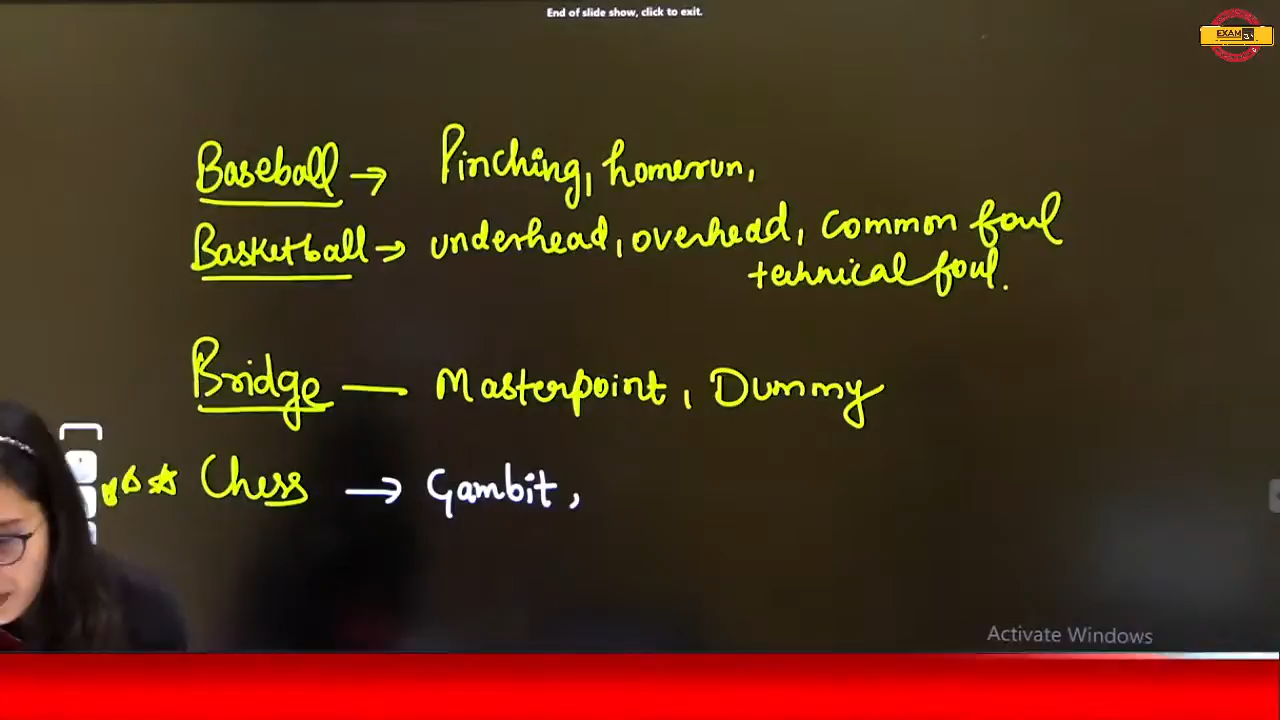 End of slide show, click to exit.
EXAM
Baseball → Pinching, homerun,
Basketball → underhead, overhead, common foul
technical foul.
Bridge — Masterpoint, Dummy
Chess → Gambit,
Activate Windows